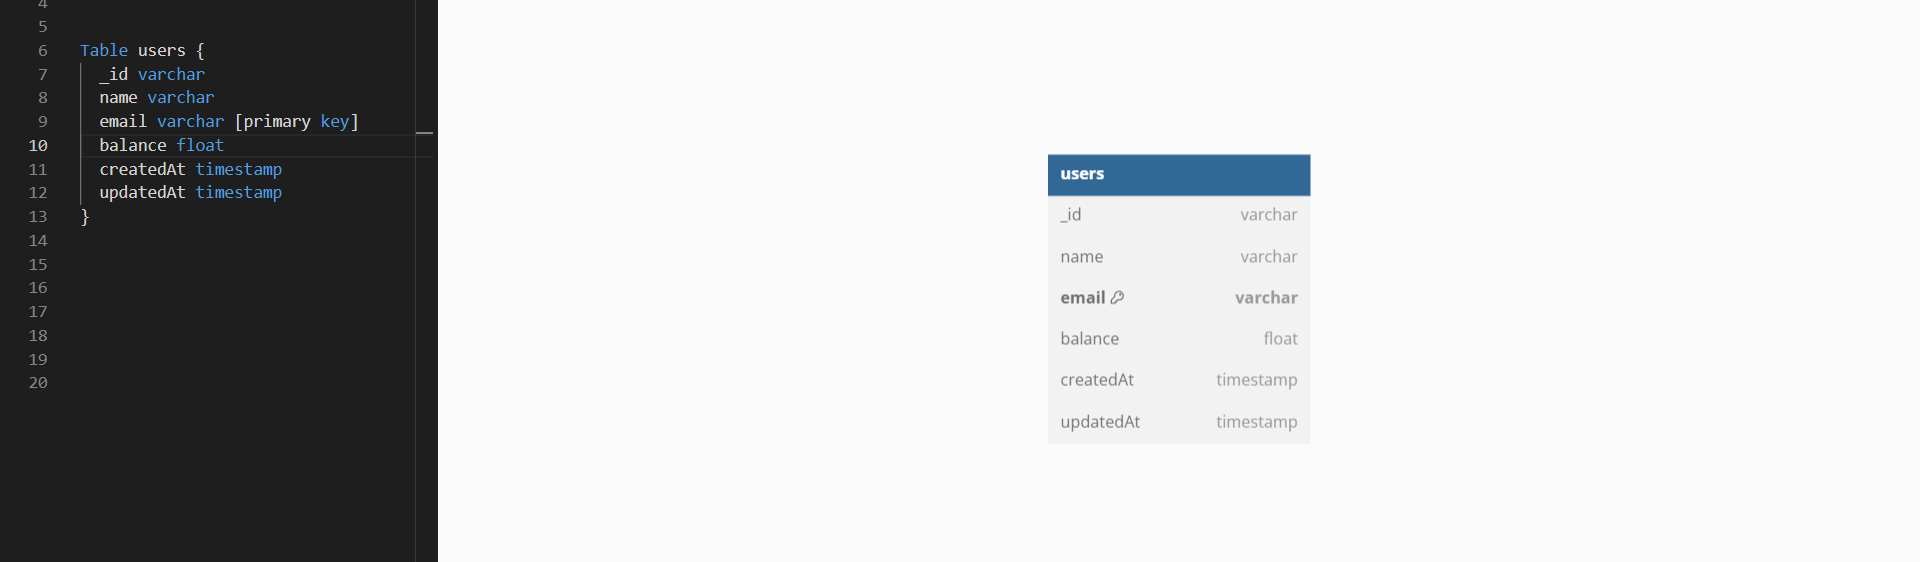 4
5
6 Table users {
7 _id varchar
8 name varchar
9 email varchar [primary key]
10 balance float
11 createdAt timestamp
12 updatedAt timestamp
13 }
14
15
16
17
18
19
20
users
_id varchar
name varchar
email varchar
balance float
createdAt timestamp
updatedAt timestamp